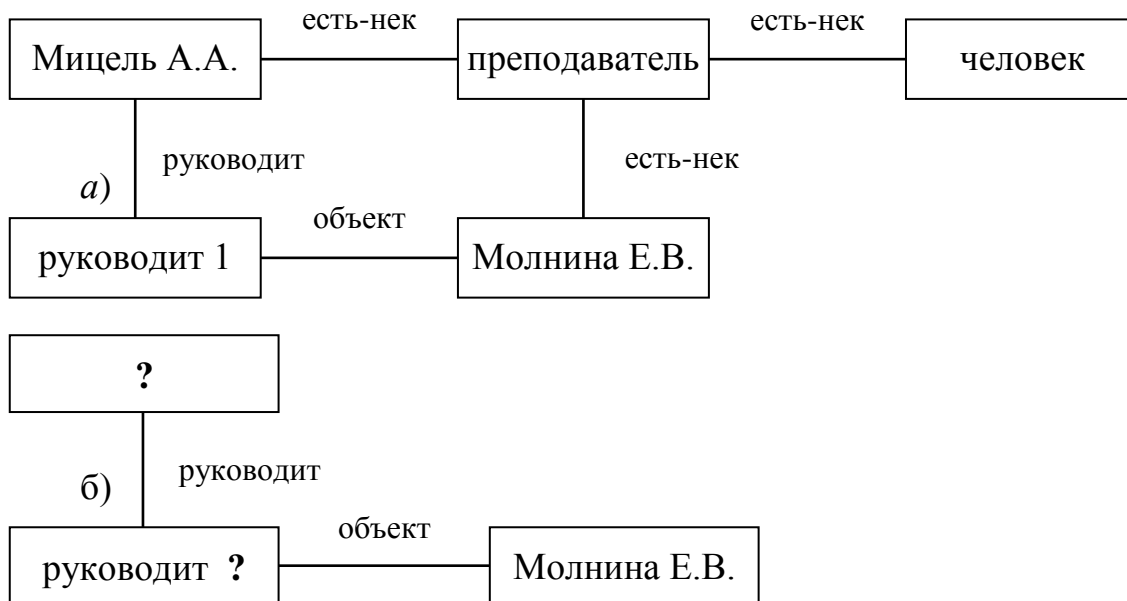 есть-нек есть-нек
Мицель А.А. преподаватель человек
руководит есть-нек
а)
объект
руководит 1 Молнина Е.В.
?
руководит
б)
объект
руководит ? Молнина Е.В.